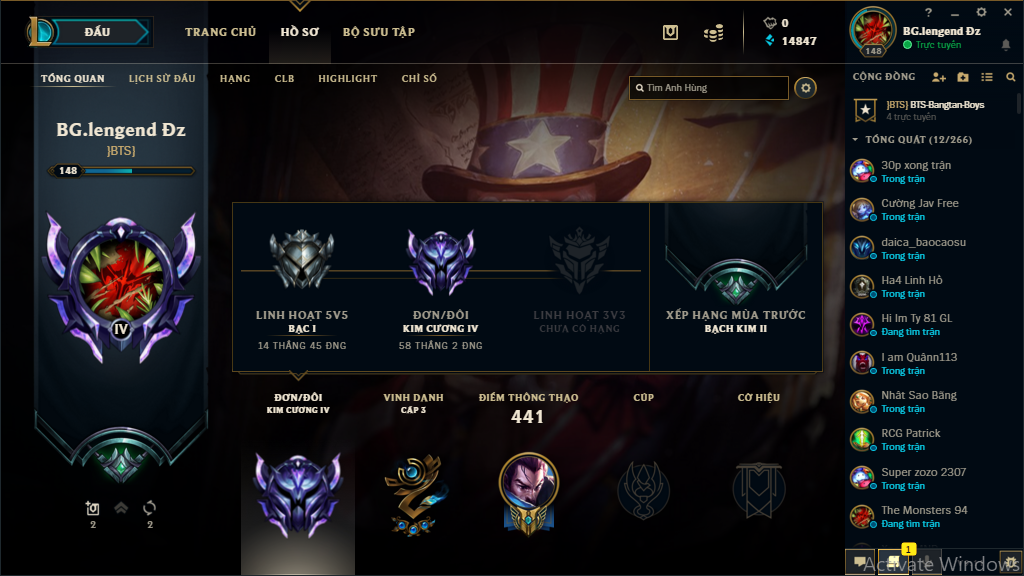 ĐẤU
TRANG CHỦ
HỒ SƠ
BỘ SƯU TẬP
0
14847
148
BG.lengend Đz
Trực tuyến
TỔNG QUAN
LỊCH SỬ ĐẤU
HẠNG
CLB
HIGHLIGHT
CHỈ SỐ
Tìm Anh Hùng
BG.lengend Đz
}BTS}
148
IV
2
2
LINH HOẠT 5V5
BẠC I
14 THẮNG 45 ĐNG
ĐƠN/ĐÔI
KIM CƯƠNG IV
58 THẮNG 2 ĐNG
LINH HOẠT 3V3
CHƯA CÓ HẠNG
XẾP HẠNG MÙA TRƯỚC
BẠCH KIM II
ĐƠN/ĐÔI
KIM CƯƠNG IV
VINH DANH
CẤP 3
ĐIỂM THÔNG THẠO
441
CÚP
CỜ HIỆU
CỘNG ĐỒNG
}BTS} BTS-Bangtan-Boys
4 trực tuyến
TỔNG QUÁT (12/266)
30p xong trận
Trong trận
Cường Jav Free
Trong trận
daica_baocaosu
Trong trận
Ha4 Linh Hỏ
Trong trận
Hi Im Ty 81 GL
Đang tìm trận
I am Quânn113
Trong trận
Nhật Sao Băng
Trong trận
RCG Patrick
Trong trận
Super zozo 2307
Trong trận
The Monsters 94
Đang tìm trận
1
Activate Windows